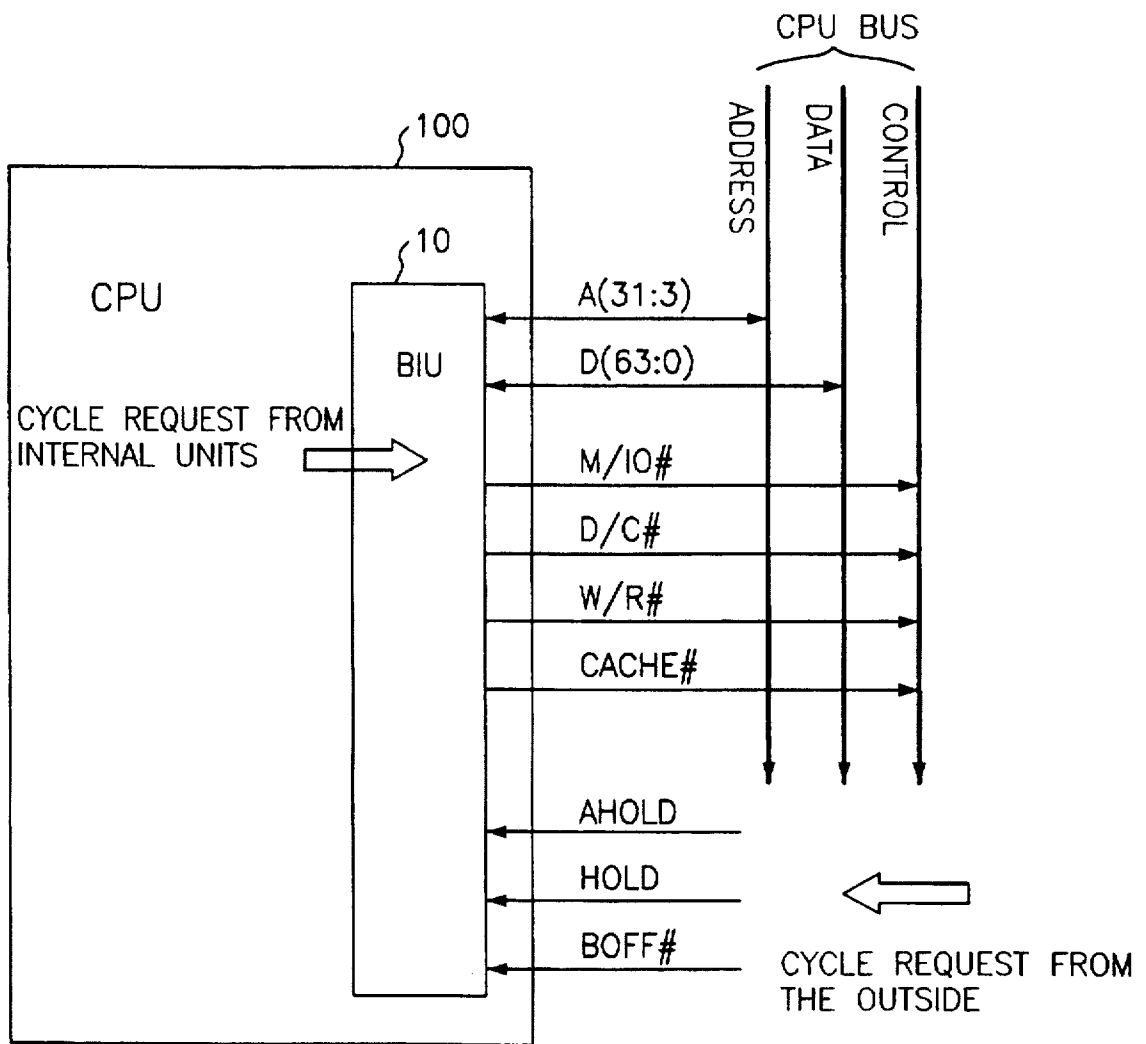 CPU BUS
ADDRESS
DATA
CONTROL
100
10
CPU
BIU
A(31:3)
D(63:0)
CYCLE REQUEST FROM
INTERNAL UNITS
M/IO#
D/C#
W/R#
CACHE#
AHOLD
HOLD
BOFF#
CYCLE REQUEST FROM
THE OUTSIDE